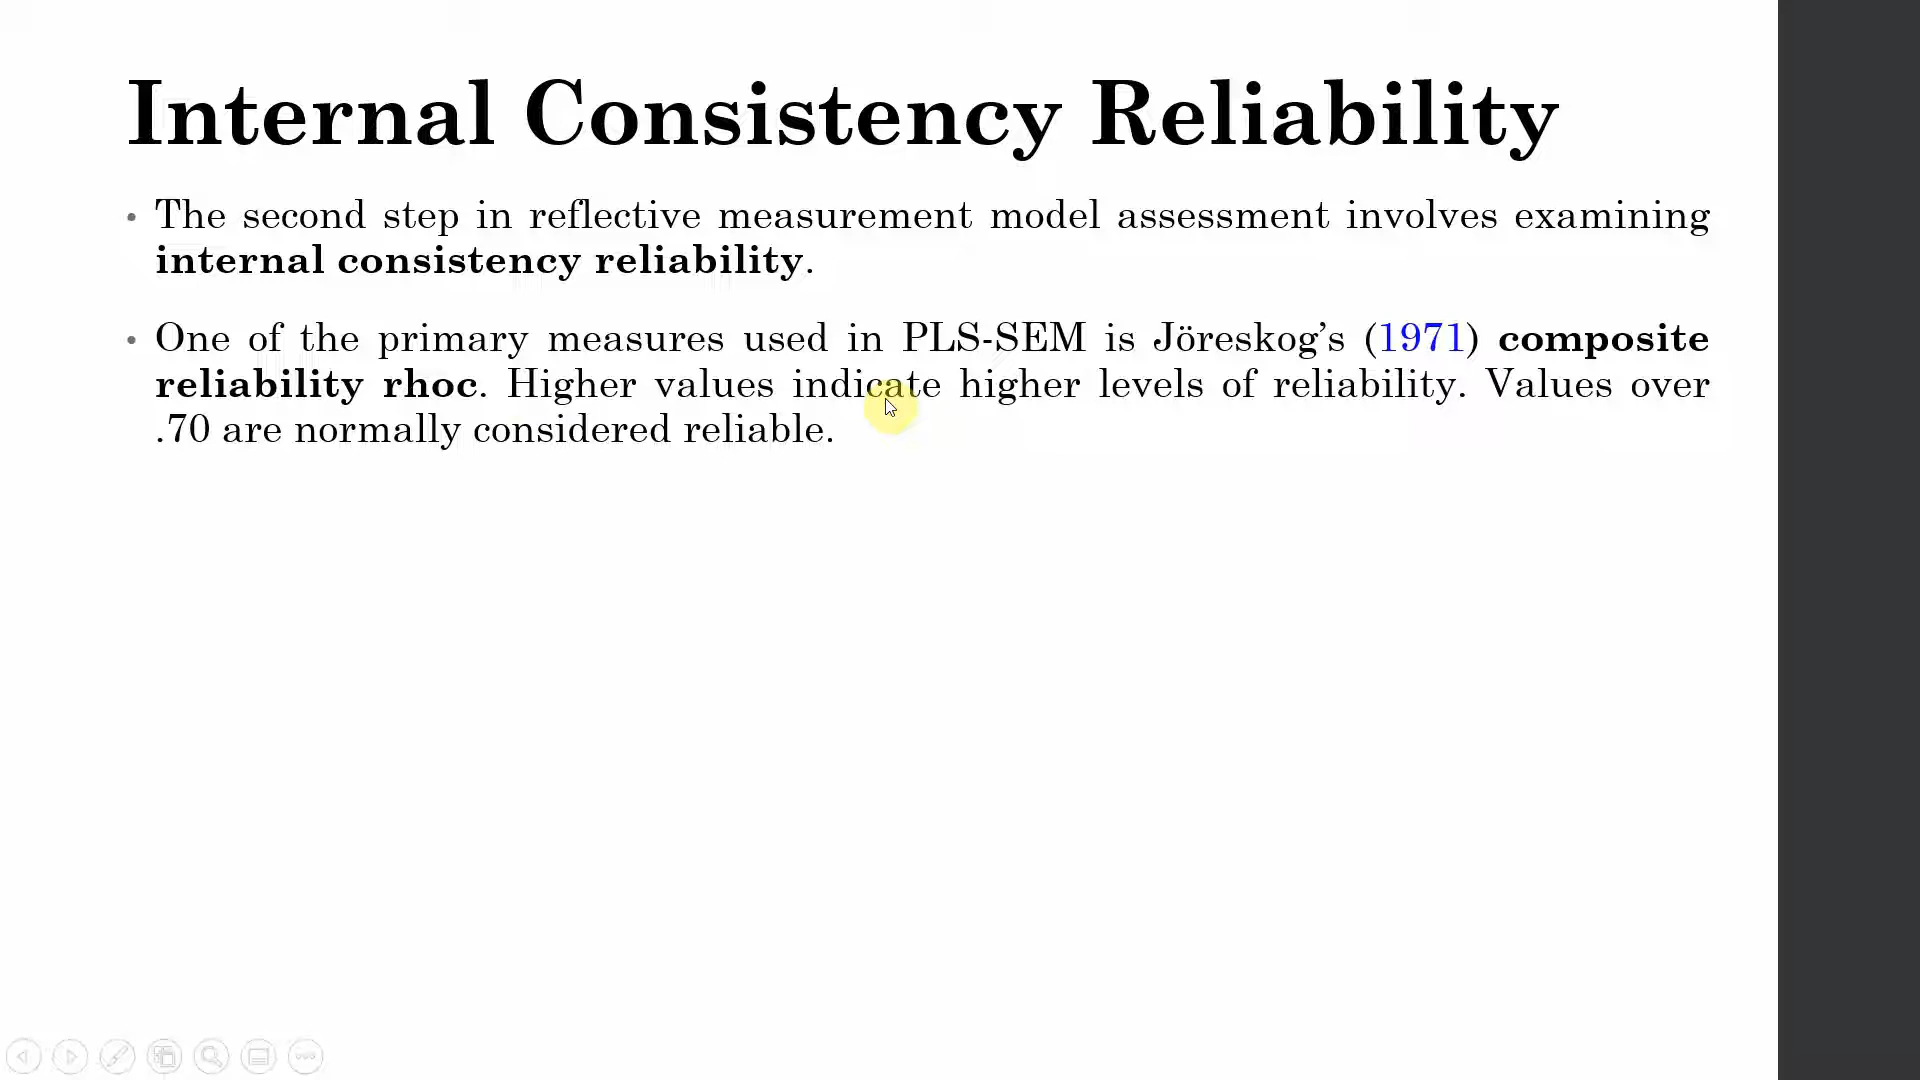 Internal Consistency Reliability
• The second step in reflective measurement model assessment involves examining
internal consistency reliability.
• One of the primary measures used in PLS-SEM is Jöreskog’s (1971) composite
reliability rhoc. Higher values indicate higher levels of reliability. Values over
.70 are normally considered reliable.